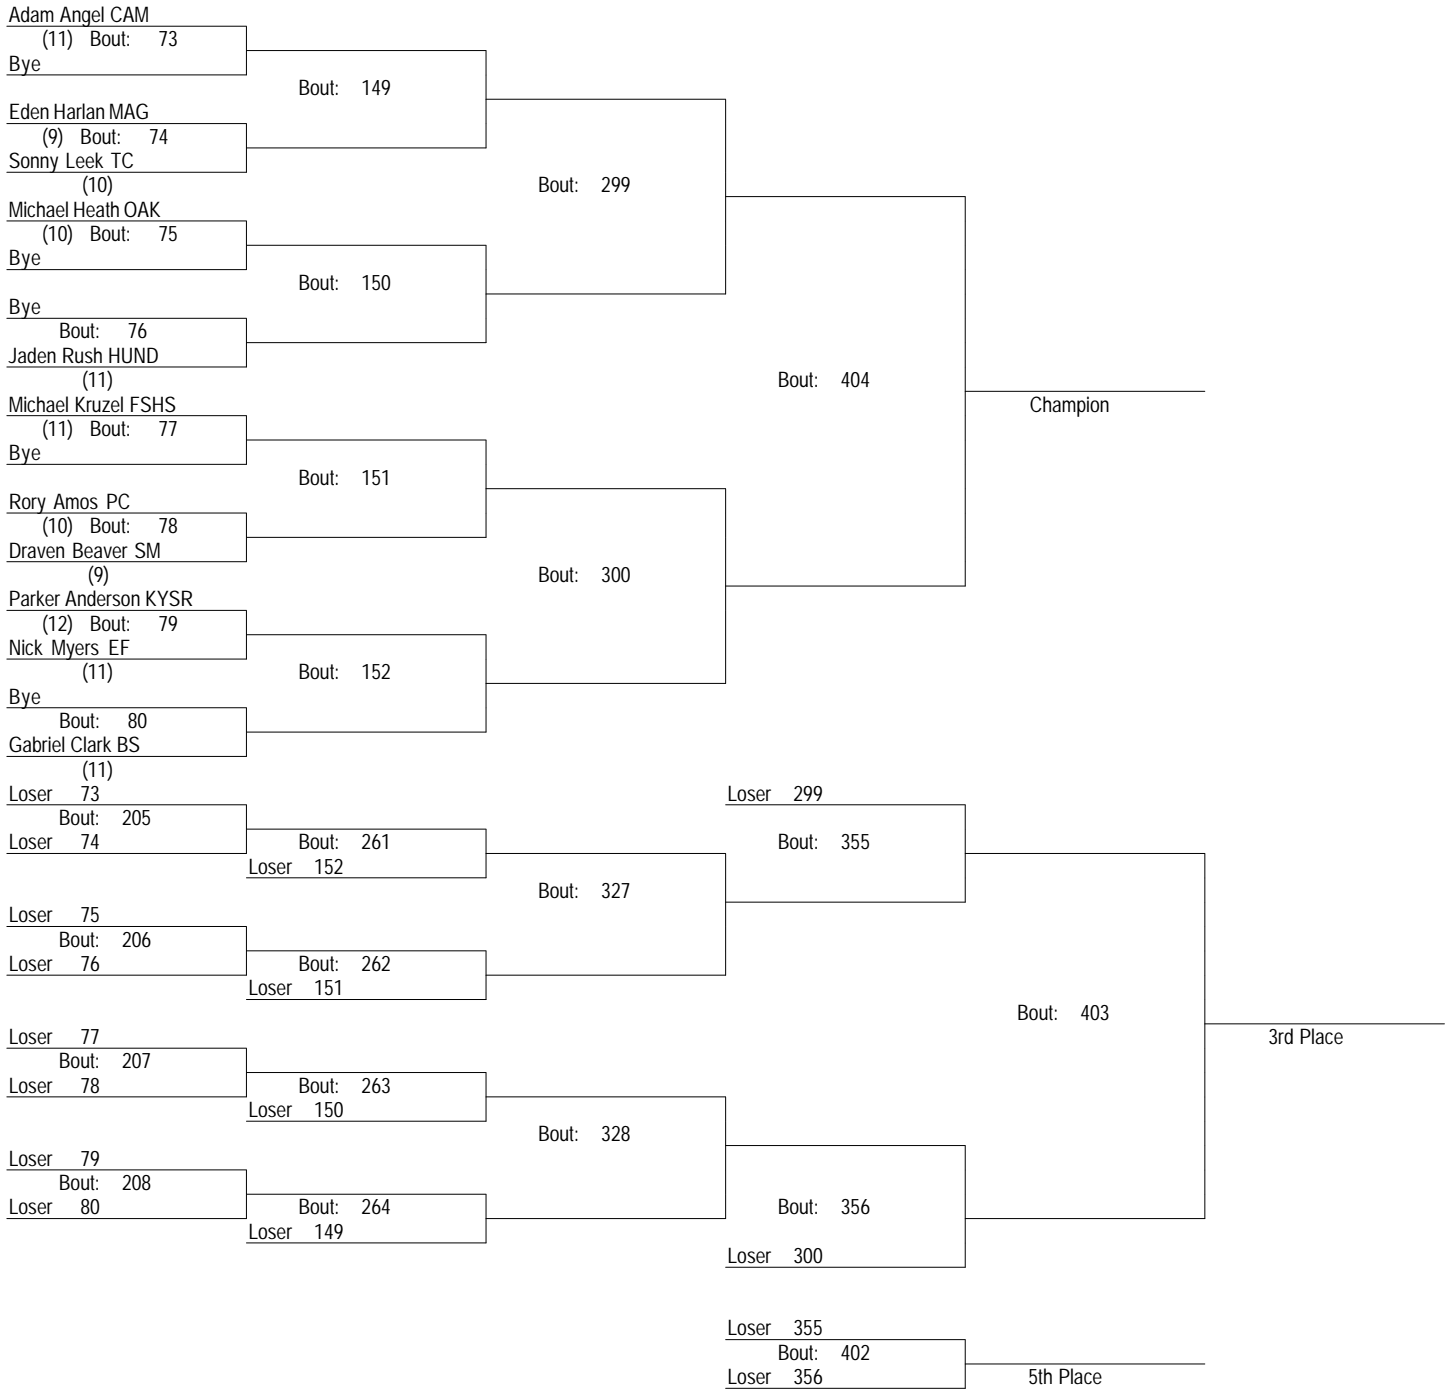 Adam Angel CAM
(11) Bout: 73
Bye
Bout: 149
Eden Harlan MAG
(9) Bout: 74
Sonny Leek TC
(10)
Bout: 299
Michael Heath OAK
(10) Bout: 75
Bye
Bout: 150
Bye
Bout: 76
Jaden Rush HUND
(11)
Bout: 404
Champion
Michael Kruzel FSHS
(11) Bout: 77
Bye
Bout: 151
Rory Amos PC
(10) Bout: 78
Draven Beaver SM
(9)
Bout: 300
Parker Anderson KYSR
(12) Bout: 79
Nick Myers EF
(11)
Bout: 152
Bye
Bout: 80
Gabriel Clark BS
(11)
Loser 73
Bout: 205
Loser 74
Bout: 261
Loser 152
Loser 299
Bout: 355
Bout: 327
Loser 75
Bout: 206
Loser 76
Bout: 262
Loser 151
Bout: 403
3rd Place
Loser 77
Bout: 207
Loser 78
Bout: 263
Loser 150
Bout: 328
Loser 79
Bout: 208
Loser 80
Bout: 264
Loser 149
Bout: 356
Loser 300
Loser 355
Bout: 402
Loser 356
5th Place